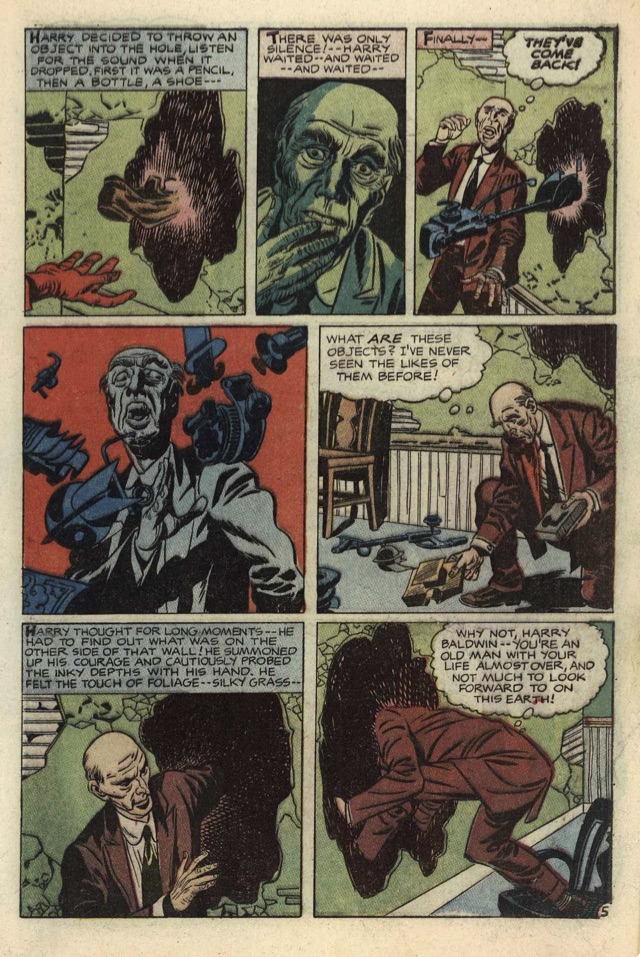 HARRY DECIDED TO THROW AN
OBJECT INTO THE HOLE, LISTEN
FOR THE SOUND WHEN IT
DROPPED. FIRST IT WAS A PENCIL,
THEN A BOTTLE, A SHOE---
THERE WAS ONLY
SILENCE!--HARRY
WAITED--AND WAITED
--AND WAITED--
FINALLY--
THEY'VE
COME
BACK!
WHAT ARE THESE
OBJECTS? I'VE NEVER
SEEN THE LIKES OF
THEM BEFORE!
HARRY THOUGHT FOR LONG MOMENTS--HE
HAD TO FIND OUT WHAT WAS ON THE
OTHER SIDE OF THAT WALL! HE SUMMONED
UP HIS COURAGE AND CAUTIOUSLY PROBED
THE INKY DEPTHS WITH HIS HAND. HE
FELT THE TOUCH OF FOLIAGE--SILKY GRASS--
WHY NOT, HARRY
BALDWIN--YOU'RE AN
OLD MAN WITH YOUR
LIFE ALMOST OVER, AND
NOT MUCH TO LOOK
FORWARD TO ON
THIS EARTH!
5